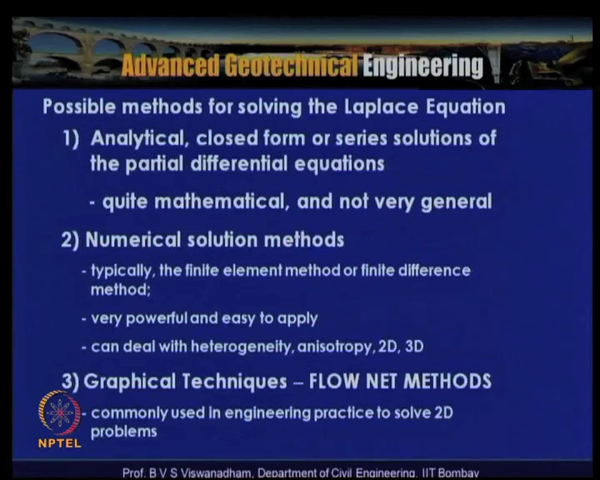 Advanced Geotechnical Engineering
Possible methods for solving the Laplace Equation
1) Analytical, closed form or series solutions of
the partial differential equations
- quite mathematical, and not very general
2) Numerical solution methods
- typically, the finite element method or finite difference
method;
- very powerful and easy to apply
- can deal with heterogeneity, anisotropy, 2D, 3D
3) Graphical Techniques – FLOW NET METHODS
- commonly used in engineering practice to solve 2D
problems
NPTEL
Prof. B V S Viswanadham, Department of Civil Engineering, IIT Bombay